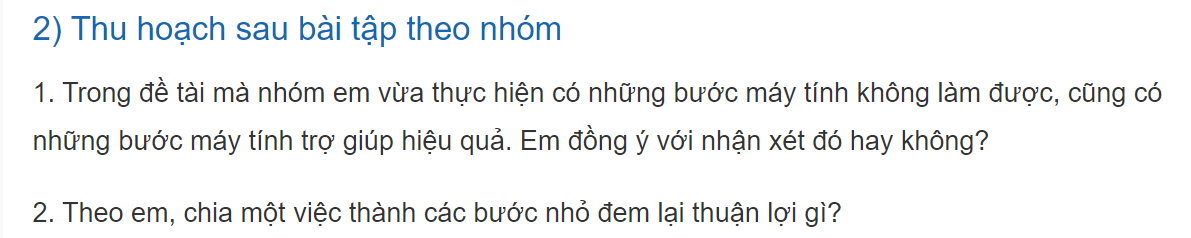 2) Thu hoạch sau bài tập theo nhóm
1. Trong đề tài mà nhóm em vừa thực hiện có những bước máy tính không làm được, cũng có
những bước máy tính trợ giúp hiệu quả. Em đồng ý với nhận xét đó hay không?
2. Theo em, chia một việc thành các bước nhỏ đem lại thuận lợi gì?